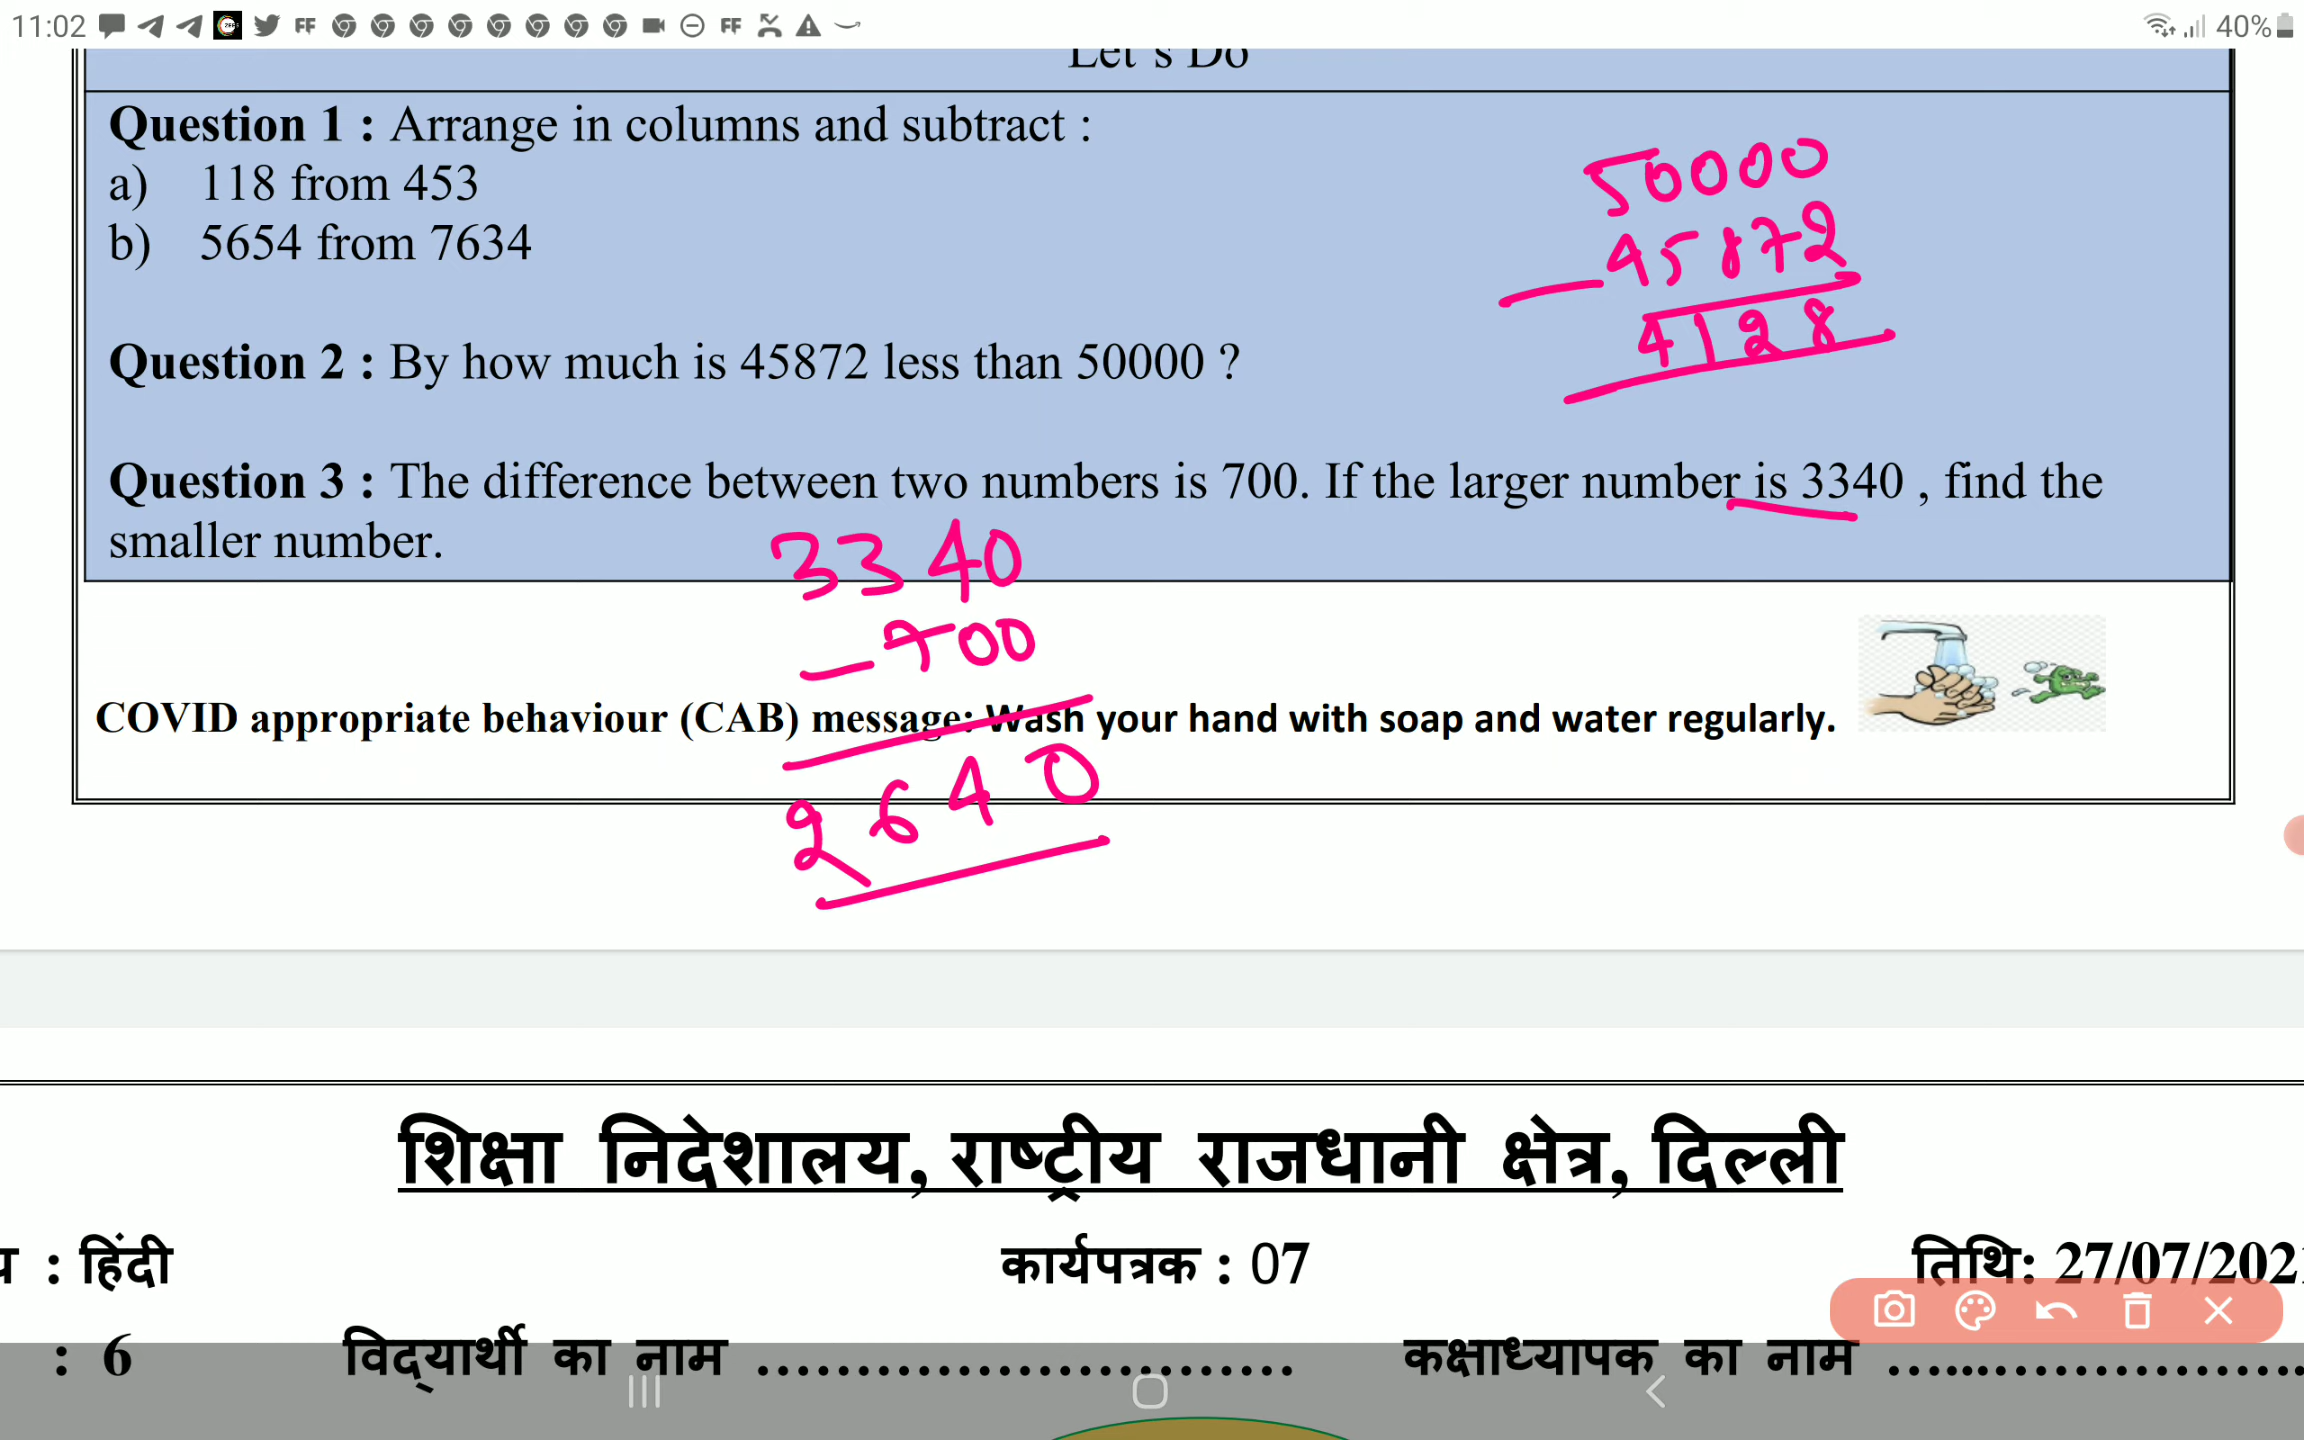 11:02 40%
Let's Do
Question 1 : Arrange in columns and subtract :
a) 118 from 453
b) 5654 from 7634
50000
— 45872
4128
Question 2 : By how much is 45872 less than 50000 ?
Question 3 : The difference between two numbers is 700. If the larger number is 3340 , find the
smaller number.
3340
— 700
2640
COVID appropriate behaviour (CAB) message: Wash your hand with soap and water regularly.
शिक्षा निदेशालय, राष्ट्रीय राजधानी क्षेत्र, दिल्ली
य : हिंदी कार्यपत्रक : 07 तिथि: 27/07/202
: 6 विद्यार्थी का नाम .......................... कक्षाध्यापक का नाम ......................